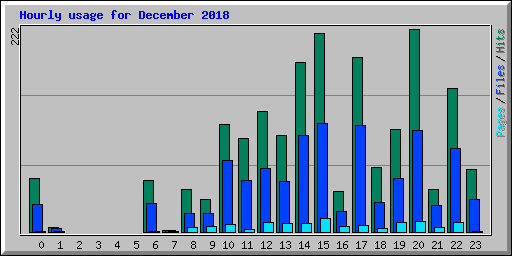 Hourly usage for December 2018
222
Pages/Files/Hits
0 1 2 3 4 5 6 7 8 9 10 11 12 13 14 15 16 17 18 19 20 21 22 23